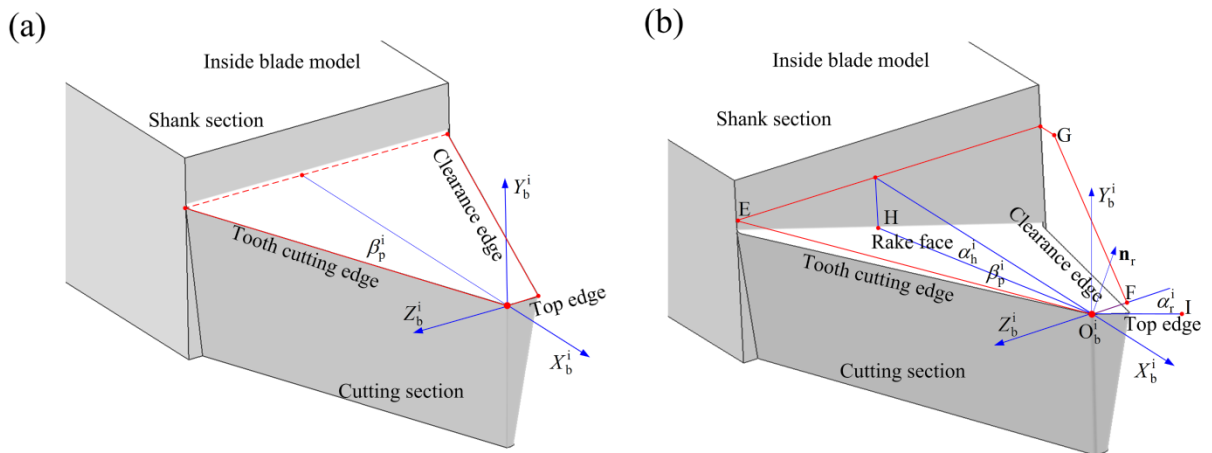 (a)
Inside blade model
Shank section
Clearance edge
Y_b^i
β_p^i
Tooth cutting edge
Top edge
Z_b^i
X_b^i
Cutting section
(b)
Inside blade model
Shank section
G
Y_b^i
E
H
Clearance edge
Rake face
n_r
α_h^i
β_p^i
Tooth cutting edge
F
α_r^i
I
Z_b^i
O_b^i
Top edge
X_b^i
Cutting section